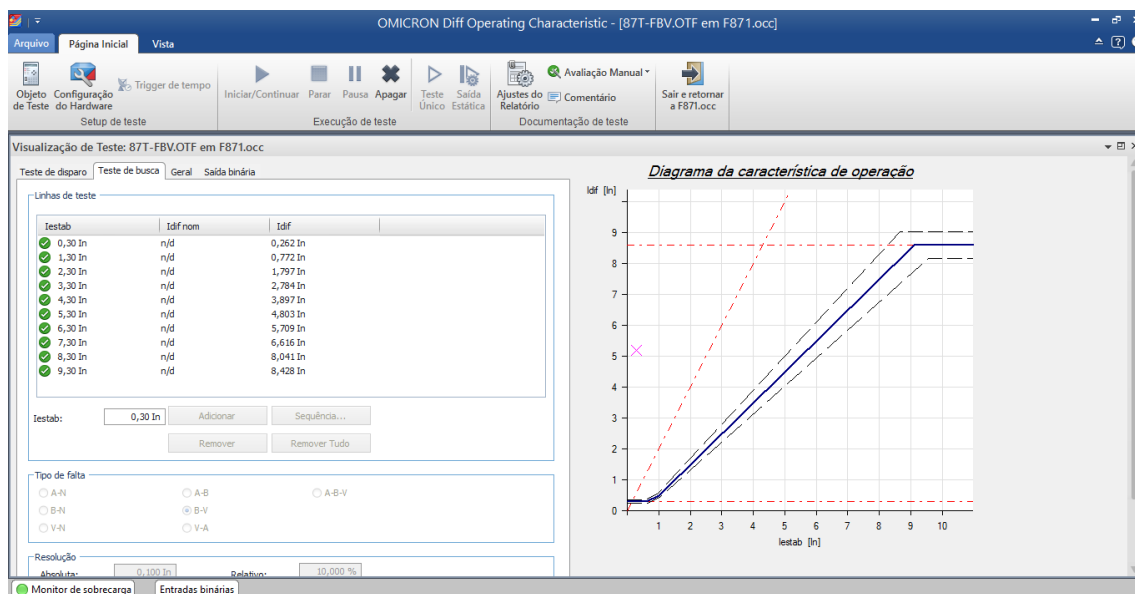 OMICRON Diff Operating Characteristic - [87T-FBV.OTF em F871.occ]
Arquivo Página Inicial Vista
Objeto de Teste
Configuração do Hardware
Trigger de tempo
Setup de teste
Iniciar/Continuar Parar Pausa Apagar
Teste Único
Saída Estática
Execução de teste
Ajustes do Relatório
Avaliação Manual
Comentário
Documentação de teste
Sair e retornar a F871.occ
Visualização de Teste: 87T-FBV.OTF em F871.occ
Teste de disparo Teste de busca Geral Saída binária
Linhas de teste
Iestab Idif nom Idif
0,30 In n/d 0,262 In
1,30 In n/d 0,772 In
2,30 In n/d 1,797 In
3,30 In n/d 2,784 In
4,30 In n/d 3,897 In
5,30 In n/d 4,803 In
6,30 In n/d 5,709 In
7,30 In n/d 6,616 In
8,30 In n/d 8,041 In
9,30 In n/d 8,428 In
Iestab: 0,30 In Adicionar Sequência...
Remover Remover Tudo
Tipo de falta
A-N A-B A-B-V
B-N B-V
V-N V-A
Resolução
Absoluta: 0,100 In Relativo: 10,000 %
Diagrama da característica de operação
Idif [In]
9
8
7
6
5
4
3
2
1
0
1 2 3 4 5 6 7 8 9 10
Iestab [In]
Monitor de sobrecarga Entradas binárias